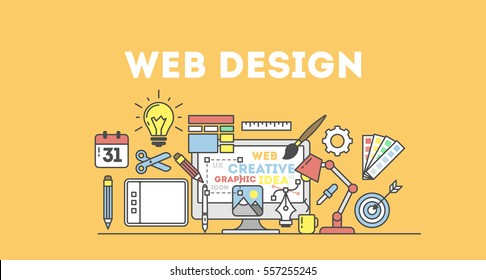 WEB DESIGN
31
WEB
UX CREATIVE
GRAPHIC IDEA
ICON
shutterstock.com · 557255245